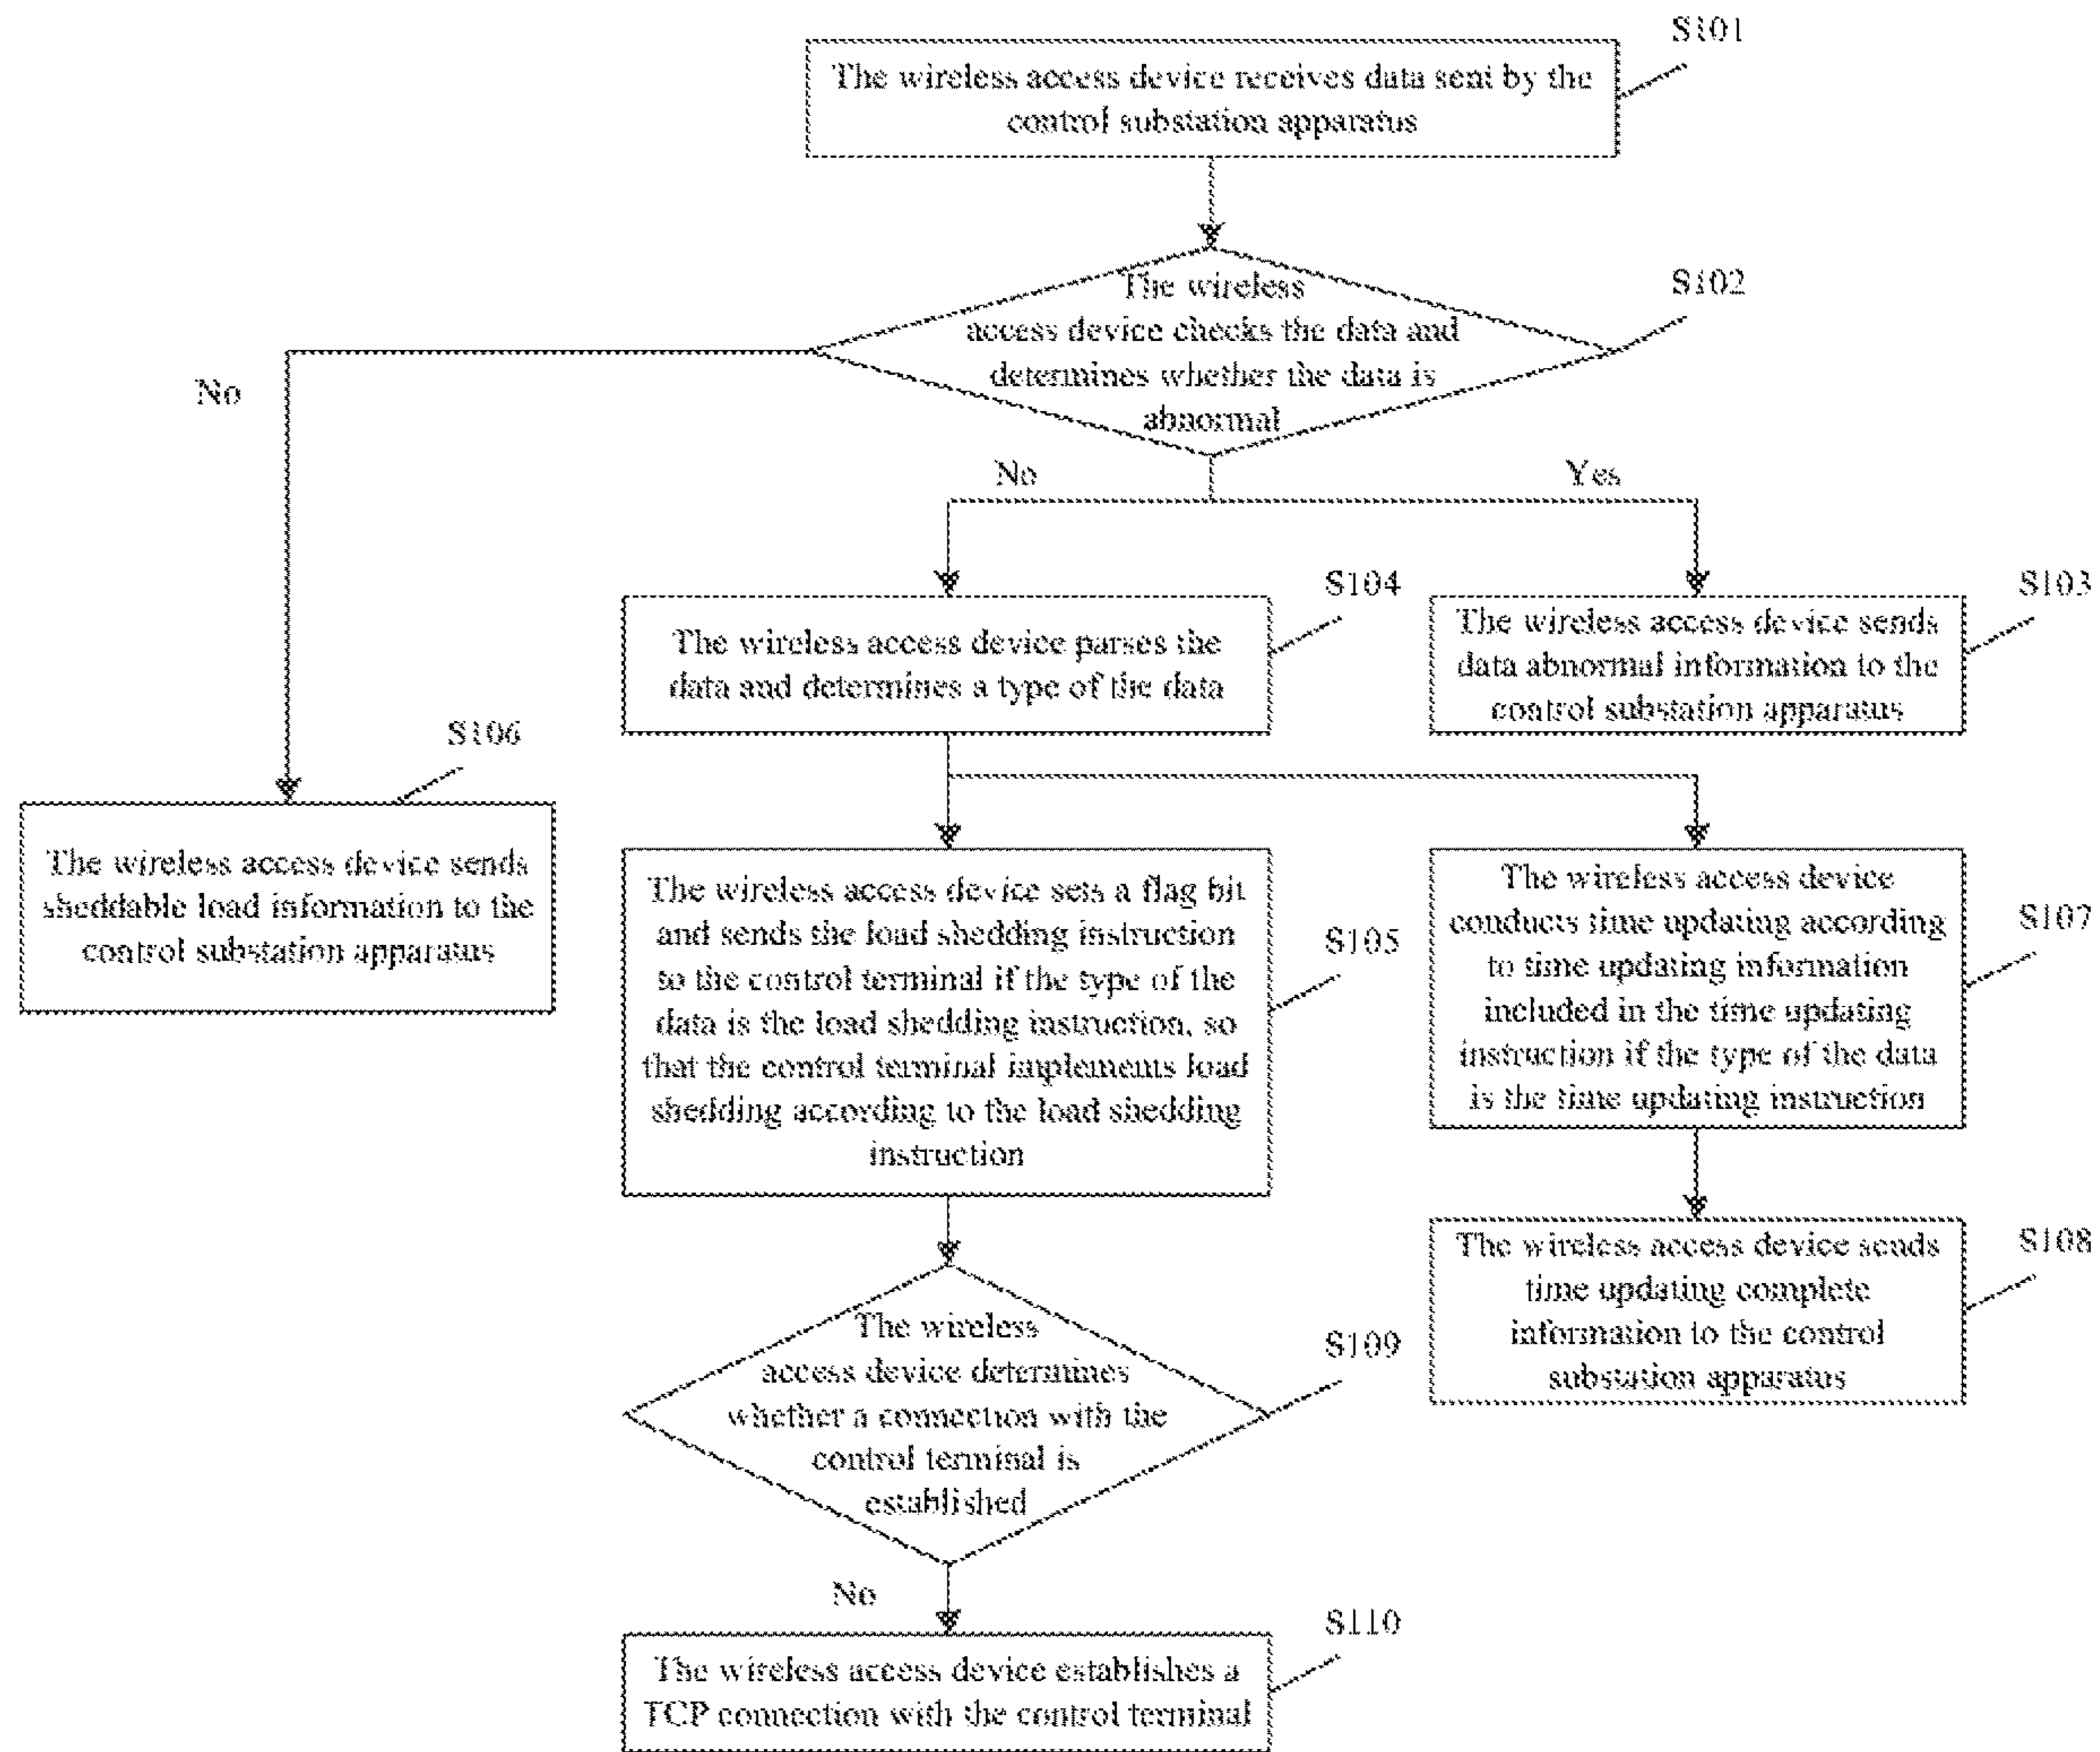 S101
The wireless access device receives data sent by the
control substation apparatus
S102
The wireless
access device checks the data and
determines whether the data is
abnormal
No
No
Yes
S104
The wireless access device parses the
data and determines a type of the data
S103
The wireless access device sends
data abnormal information to the
control substation apparatus
S106
The wireless access device sends
sheddable load information to the
control substation apparatus
S105
The wireless access device sets a flag bit
and sends the load shedding instruction
to the control terminal if the type of the
data is the load shedding instruction, so
that the control terminal implements load
shedding according to the load shedding
instruction
S107
The wireless access device
conducts time updating according
to time updating information
included in the time updating
instruction if the type of the data
is the time updating instruction
S108
The wireless access device sends
time updating complete
information to the control
substation apparatus
S109
The wireless
access device determines
whether a connection with the
control terminal is
established
No
S110
The wireless access device establishes a
TCP connection with the control terminal